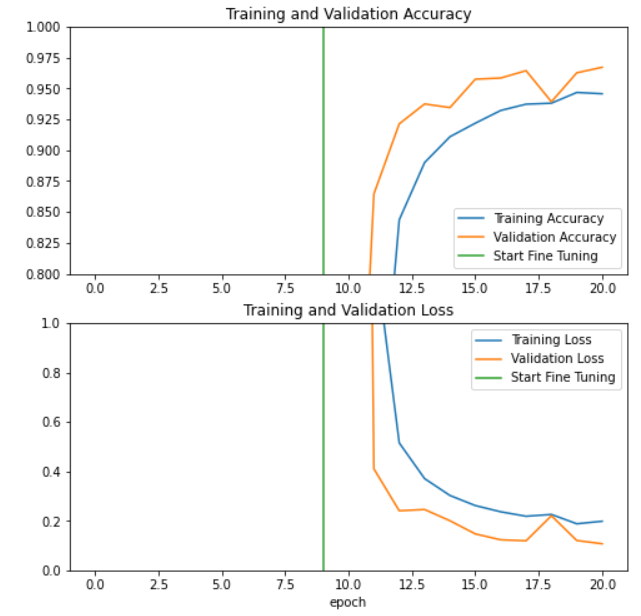 Training and Validation Accuracy
1.000
0.975
0.950
0.925
0.900
0.875
0.850
0.825
0.800
Training Accuracy
Validation Accuracy
Start Fine Tuning
0.0 2.5 5.0 7.5 10.0 12.5 15.0 17.5 20.0
Training and Validation Loss
1.0
0.8
0.6
0.4
0.2
0.0
Training Loss
Validation Loss
Start Fine Tuning
0.0 2.5 5.0 7.5 10.0 12.5 15.0 17.5 20.0
epoch